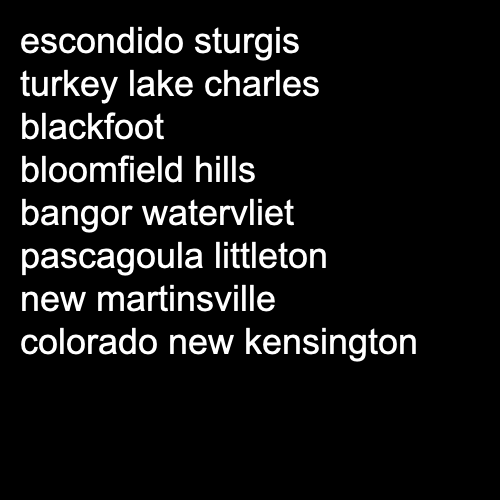 escondido sturgis
turkey lake charles
blackfoot
bloomfield hills
bangor watervliet
pascagoula littleton
new martinsville
colorado new kensington